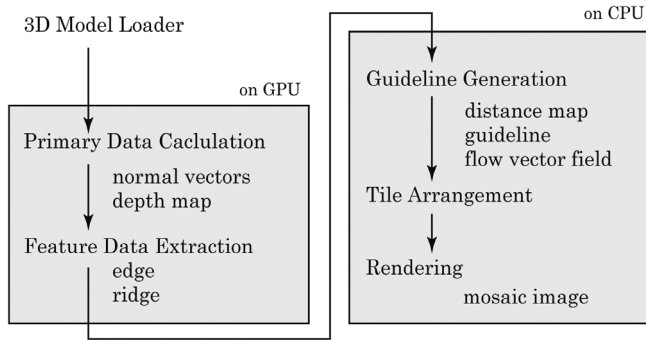 3D Model Loader
on GPU
Primary Data Caclulation
normal vectors
depth map
Feature Data Extraction
edge
ridge
on CPU
Guideline Generation
distance map
guideline
flow vector field
Tile Arrangement
Rendering
mosaic image